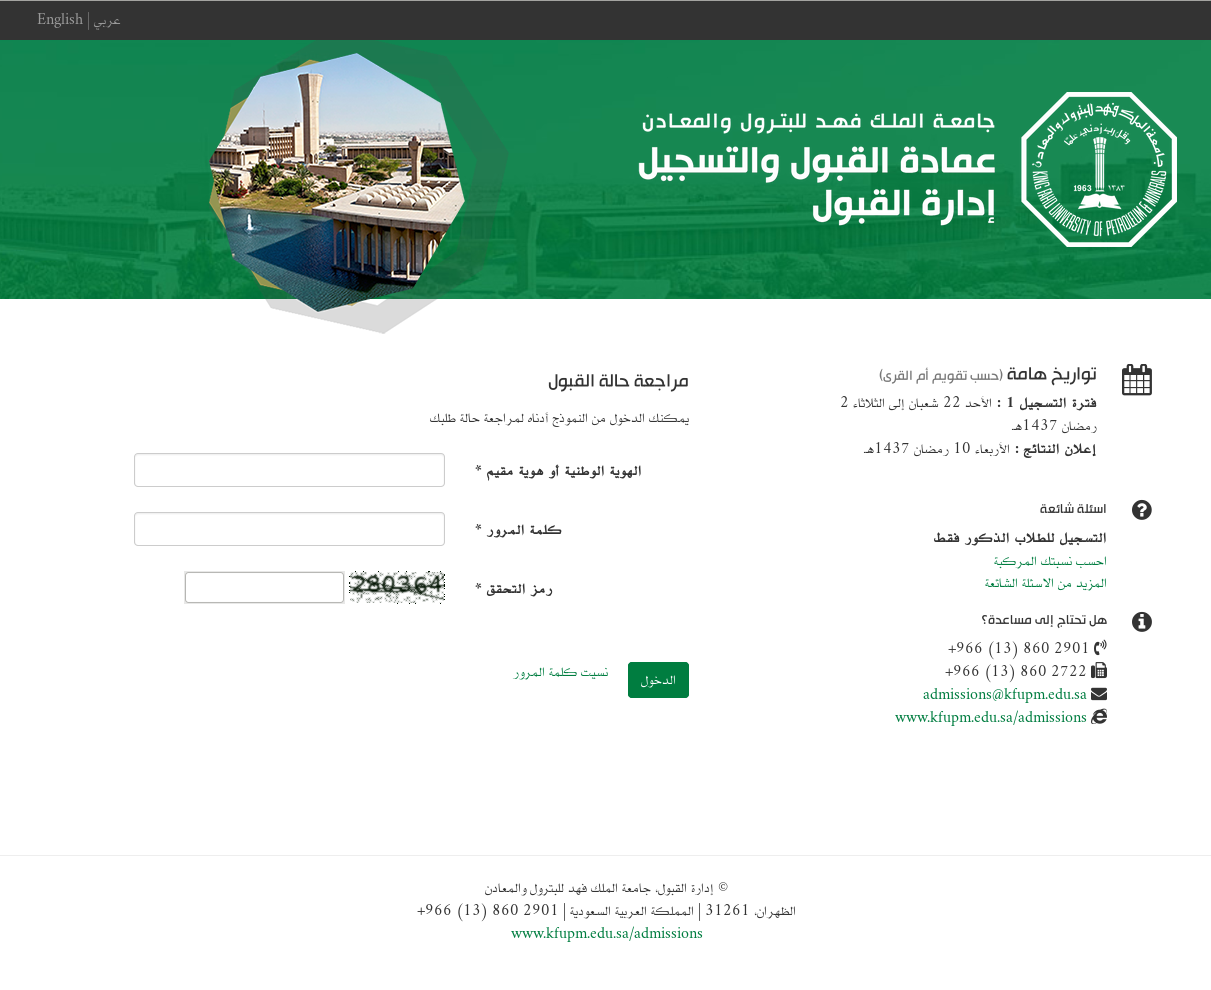 عربي | English
جامعـة الملـك فهـد للبتـرول والمعـادن
عمادة القبول والتسجيل
إدارة القبول
جامعة الملك فهد للبترول والمعادن
وقل رب زدني علماً
1963 ١٣٨٣
KING FAHD UNIVERSITY OF PETROLEUM & MINERALS
تواريخ هامة (حسب تقويم أم القرى)
فترة التسجيل 1 : الأحد 22 شعبان إلى الثلاثاء 2
رمضان 1437هـ
إعلان النتائج : الأربعاء 10 رمضان 1437هـ
اسئلة شائعة
التسجيل للطلاب الذكور فقط
احسب نسبتك المركبة
المزيد من الاسئلة الشائعة
هل تحتاج إلى مساعدة؟
+966 (13) 860 2901
+966 (13) 860 2722
admissions@kfupm.edu.sa
www.kfupm.edu.sa/admissions
مراجعة حالة القبول
يمكنك الدخول من النموذج أدناه لمراجعة حالة طلبك
الهوية الوطنية أو هوية مقيم *
كلمة المرور *
رمز التحقق *
280364
الدخول
نسيت كلمة المرور
© إدارة القبول، جامعة الملك فهد للبترول والمعادن
الظهران، 31261 | المملكة العربية السعودية | 2901 860 (13) 966+
www.kfupm.edu.sa/admissions